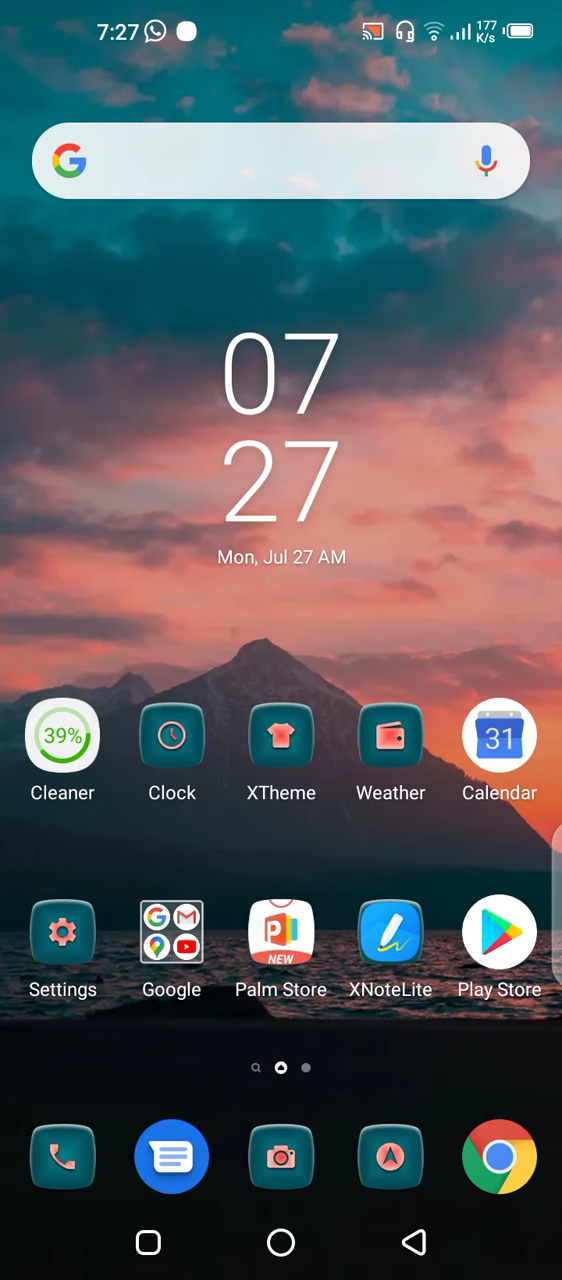 7:27
177
K/s
07
27
Mon, Jul 27 AM
39%
31
Cleaner
Clock
XTheme
Weather
Calendar
P
NEW
Settings
Google
Palm Store
XNoteLite
Play Store